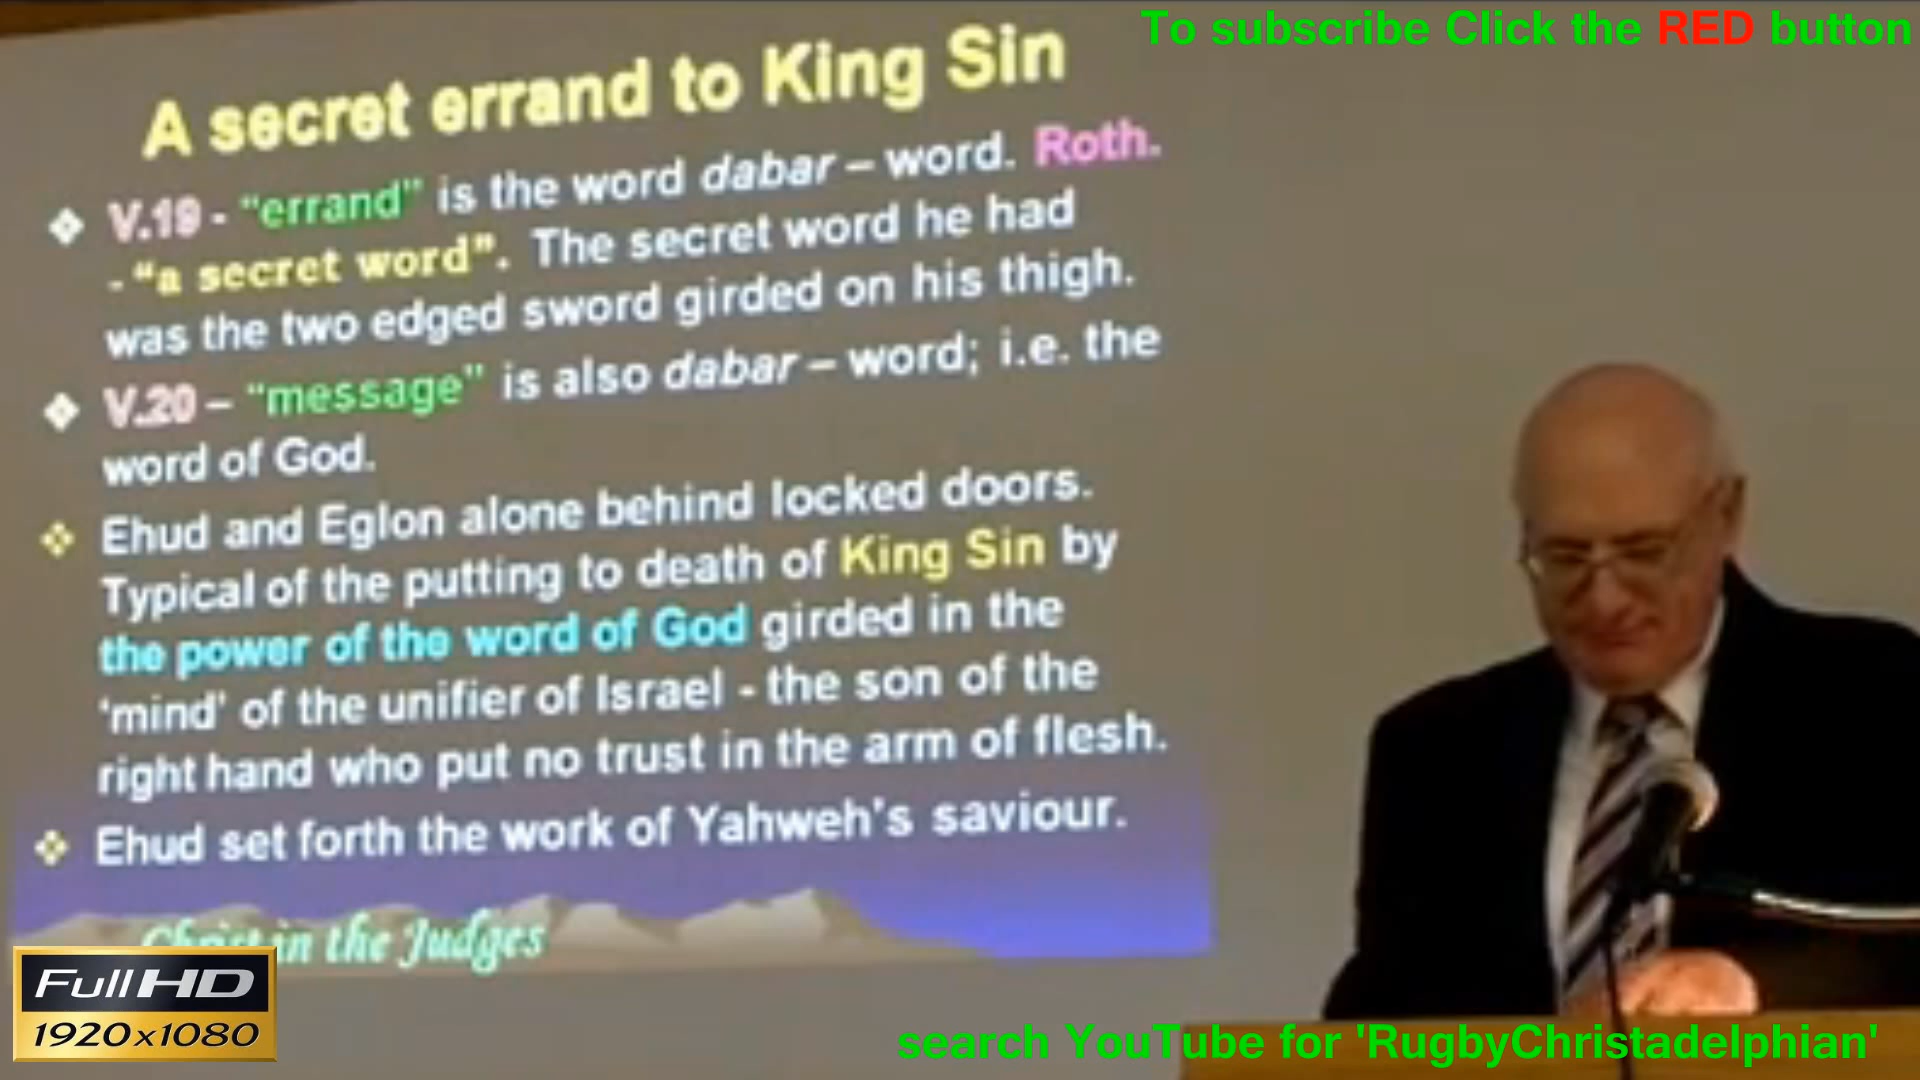 To subscribe Click the RED button
A secret errand to King Sin
V.19 - "errand" is the word dabar – word. Roth.
- "a secret word". The secret word he had
was the two edged sword girded on his thigh.
V.20 – "message" is also dabar – word; i.e. the
word of God.
Ehud and Eglon alone behind locked doors.
Typical of the putting to death of King Sin by
the power of the word of God girded in the
'mind' of the unifier of Israel - the son of the
right hand who put no trust in the arm of flesh.
Ehud set forth the work of Yahweh's saviour.
Christ in the Judges
Full HD
1920x1080
search YouTube for 'RugbyChristadelphian'